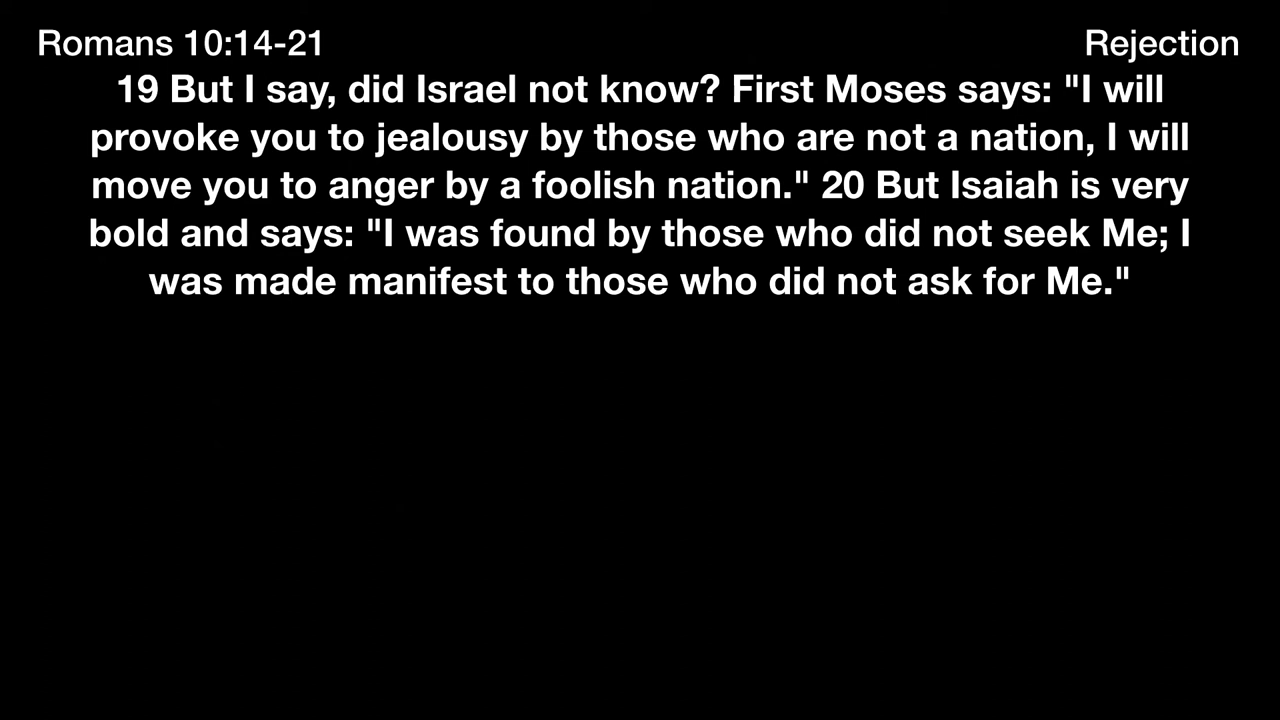 Romans 10:14-21
Rejection
19 But I say, did Israel not know? First Moses says: "I will
provoke you to jealousy by those who are not a nation, I will
move you to anger by a foolish nation." 20 But Isaiah is very
bold and says: "I was found by those who did not seek Me; I
was made manifest to those who did not ask for Me."